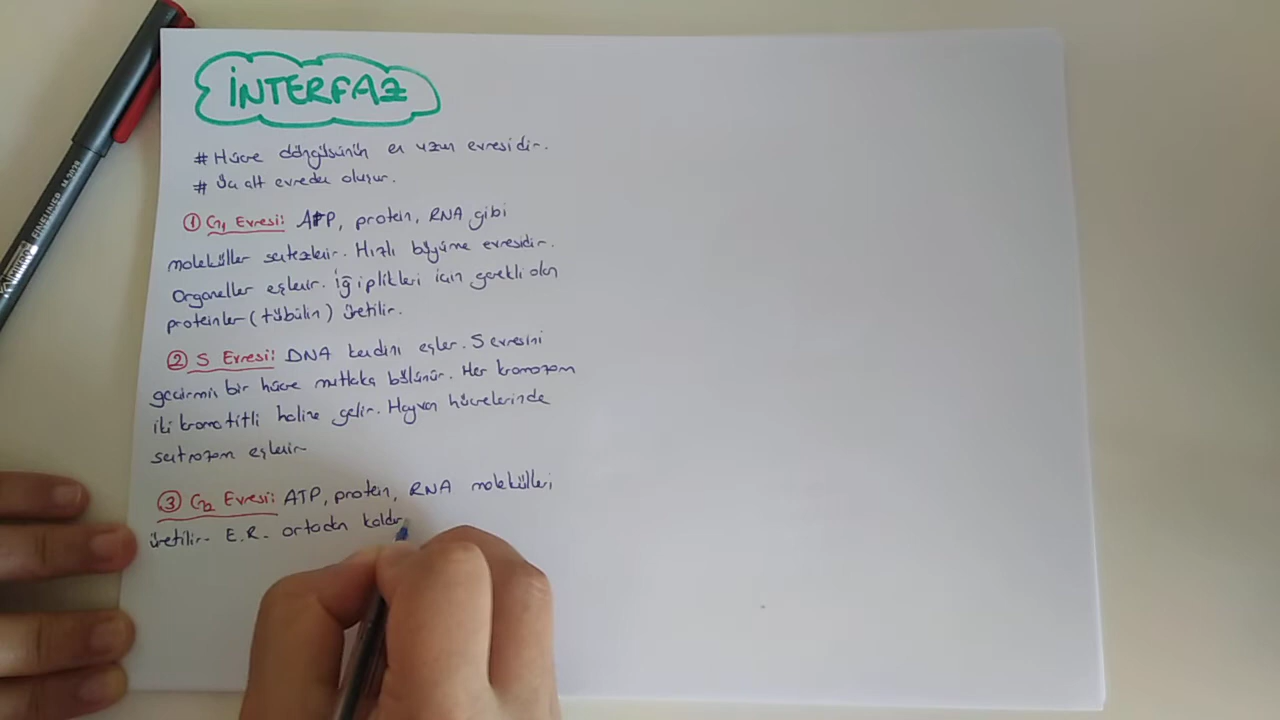 İNTERFAZ
# Hücre döngüsünün en uzun evresidir.
# Üç alt evreden oluşur.
① G₁ Evresi: ATP, protein, RNA gibi
moleküller sentezlenir. Hızlı büyüme evresidir.
Organeller eşlenir. İğ iplikleri için gerekli olan
proteinler (tübülin) üretilir.
② S Evresi: DNA kendini eşler. S evresini
geçirmiş bir hücre mutlaka bölünür. Her kromozom
iki kromatitli haline gelir. Hayvan hücrelerinde
sentrozom eşlenir
③ G₂ Evresi: ATP, protein, RNA molekülleri
üretilir. E.R. ortadan kaldır
FINELINER
MIKRO